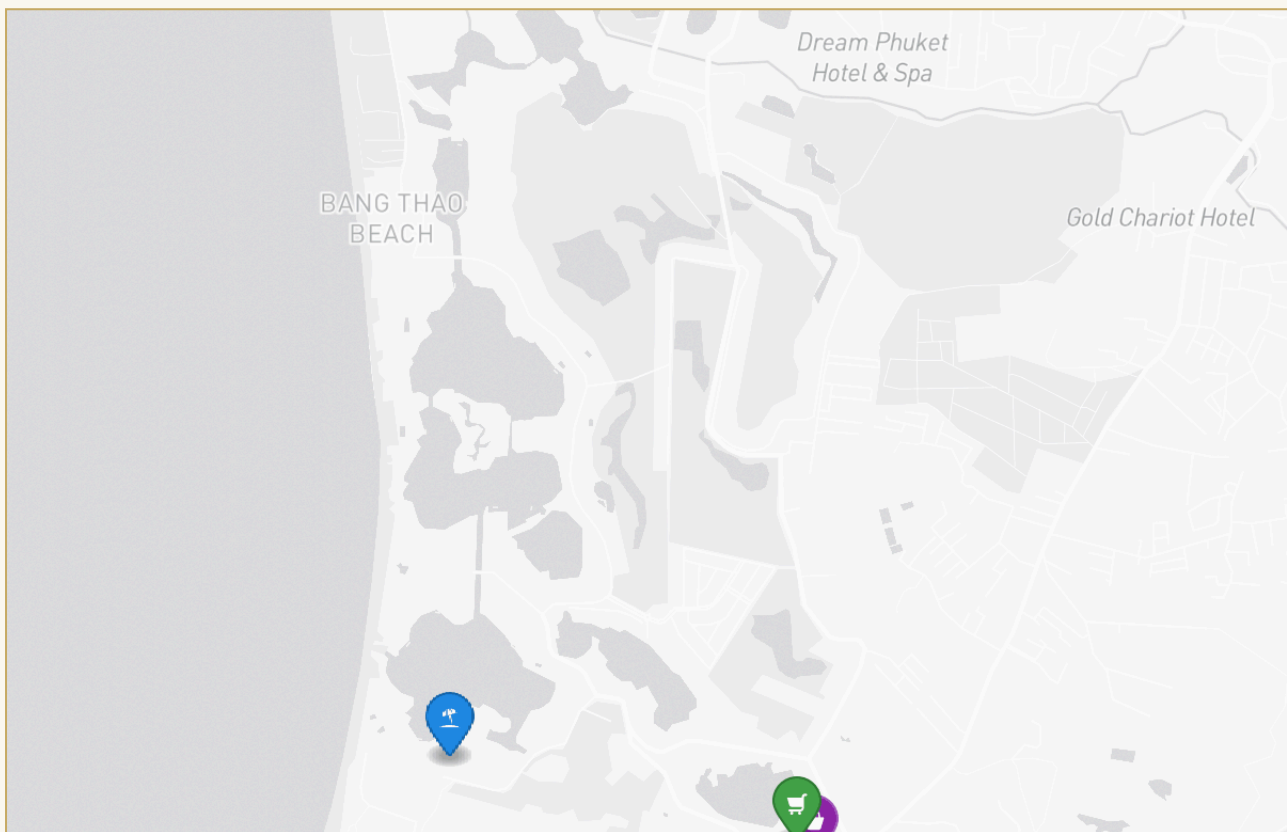 Dream Phuket
Hotel & Spa
BANG THAO
BEACH
Gold Chariot Hotel